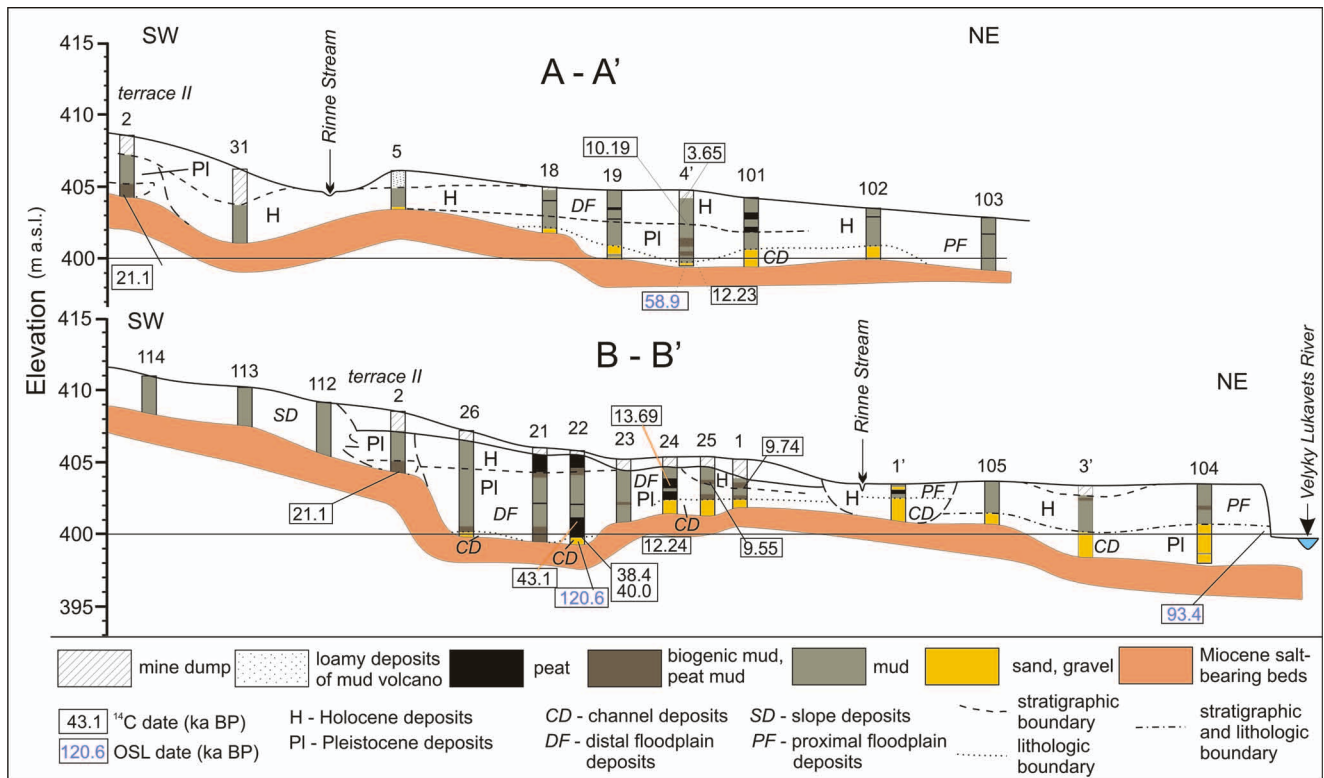 415
SW
NE
A - A'
terrace II
Rinne Stream
410
2
31
5
10.19
3.65
18
19
4'
101
102
103
Pl
405
H
H
DF
H
H
Pl
CD
PF
400
21.1
58.9
12.23
Elevation (m a.s.l.)
415
SW
B - B'
NE
Rinne Stream
Velyky Lukavets River
114
113
112
terrace II
2
410
26
13.69
SD
21
22
23
24
25
1
9.74
Pl
H
405
DF
H
Pl
Pl
DF
1'
PF
105
3'
104
H
H
PF
21.1
CD
CD
CD
CD
CD
Pl
400
12.24
9.55
43.1
38.4
40.0
120.6
93.4
395
mine dump
loamy deposits
of mud volcano
peat
biogenic mud,
peat mud
mud
sand, gravel
Miocene salt-
bearing beds
43.1 ¹⁴C date (ka BP)
120.6 OSL date (ka BP)
H - Holocene deposits
Pl - Pleistocene deposits
CD - channel deposits
DF - distal floodplain
deposits
SD - slope deposits
PF - proximal floodplain
deposits
stratigraphic
boundary
lithologic
boundary
stratigraphic
and lithologic
boundary